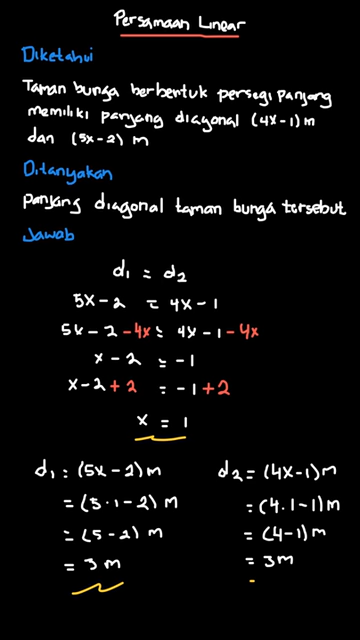 Persamaan Linear
Diketahui
Taman bunga berbentuk persegi panjang
memiliki panjang diagonal (4x-1) m
dan (5x-2) m
Ditanyakan
Panjang diagonal taman bunga tersebut
Jawab
d₁ = d₂
5x - 2 = 4x - 1
5x - 2 - 4x = 4x - 1 - 4x
x - 2 = -1
x - 2 + 2 = -1 + 2
x = 1
d₁ = (5x - 2) m
= (5 · 1 - 2) m
= (5 - 2) m
= 3 m
d₂ = (4x - 1) m
= (4 . 1 - 1) m
= (4 - 1) m
= 3 m